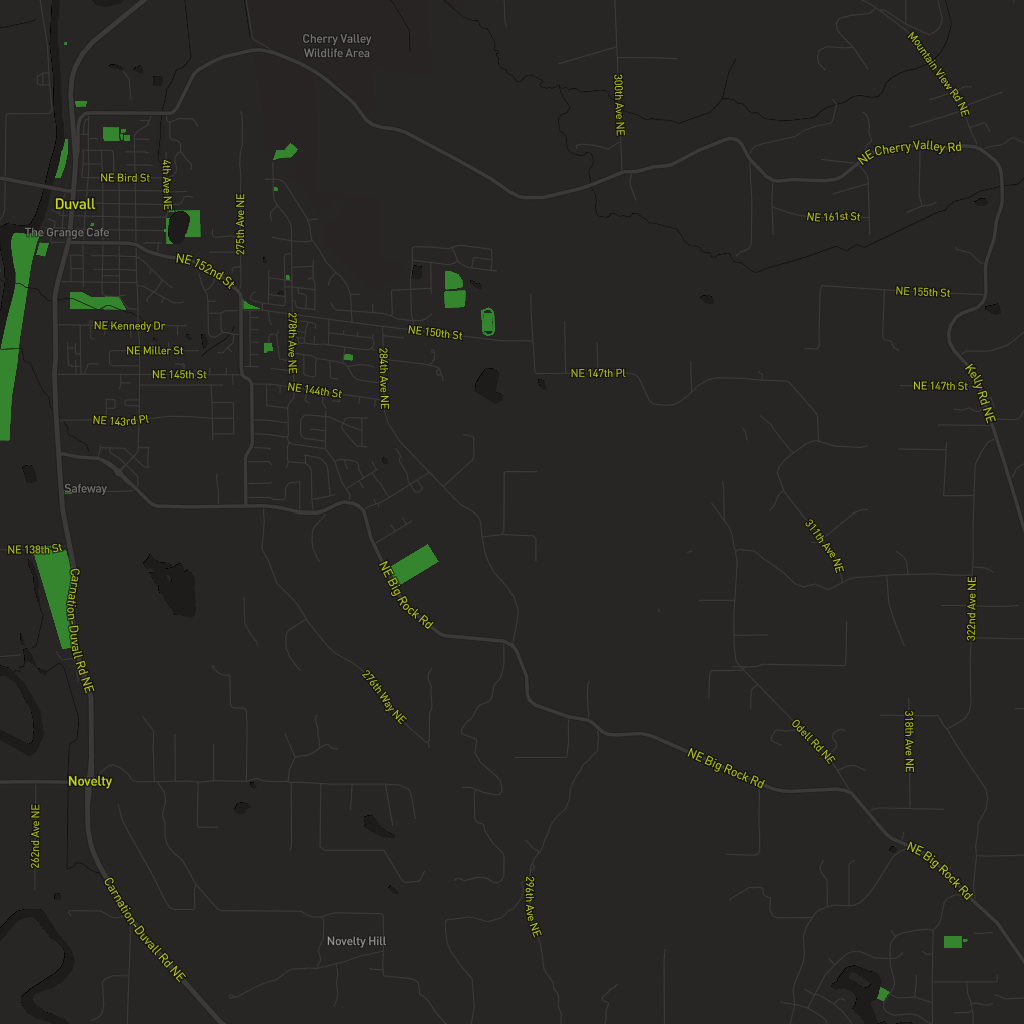 Cherry Valley
Wildlife Area
Mountain View Rd NE
300th Ave NE
NE Cherry Valley Rd
4th Ave NE
NE Bird St
Duvall
275th Ave NE
NE 161st St
The Grange Cafe
NE 152nd St
NE 155th St
NE Kennedy Dr
278th Ave NE
NE 150th St
NE Miller St
284th Ave NE
NE 145th St
NE 147th Pl
NE 144th St
NE 147th St
Kelly Rd NE
NE 143rd Pl
Safeway
311th Ave NE
NE 138th St
Carnation-Duvall Rd NE
NE Big Rock Rd
322nd Ave NE
276th Way NE
318th Ave NE
Odell Rd NE
NE Big Rock Rd
Novelty
262nd Ave NE
NE Big Rock Rd
296th Ave NE
Carnation-Duvall Rd NE
Novelty Hill